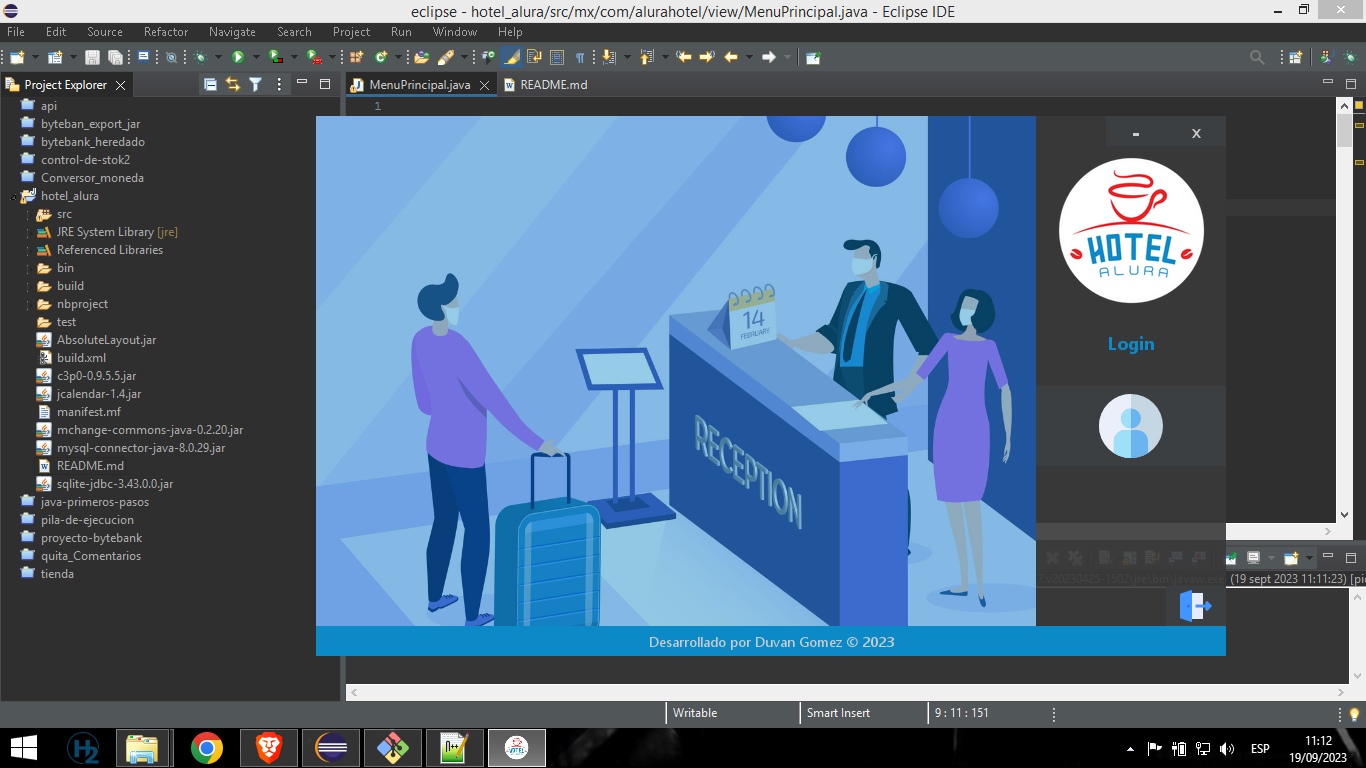 eclipse - hotel_alura/src/mx/com/alurahotel/view/MenuPrincipal.java - Eclipse IDE
File Edit Source Refactor Navigate Search Project Run Window Help
Project Explorer
MenuPrincipal.java
README.md
1
api
byteban_export_jar
bytebank_heredado
control-de-stok2
Conversor_moneda
hotel_alura
src
JRE System Library [jre]
Referenced Libraries
bin
build
nbproject
test
AbsoluteLayout.jar
build.xml
c3p0-0.9.5.5.jar
jcalendar-1.4.jar
manifest.mf
mchange-commons-java-0.2.20.jar
mysql-connector-java-8.0.29.jar
README.md
sqlite-jdbc-3.43.0.0.jar
java-primeros-pasos
pila-de-ejecucion
proyecto-bytebank
quita_Comentarios
tienda
- x
HOTEL
ALURA
Login
14
FEBRUARY
RECEPTION
(19 sept 2023 11:11:23) [pi
Desarrollado por Duvan Gomez © 2023
Writable
Smart Insert
9 : 11 : 151
H2
N++
HOTEL
ESP
11:12
19/09/2023